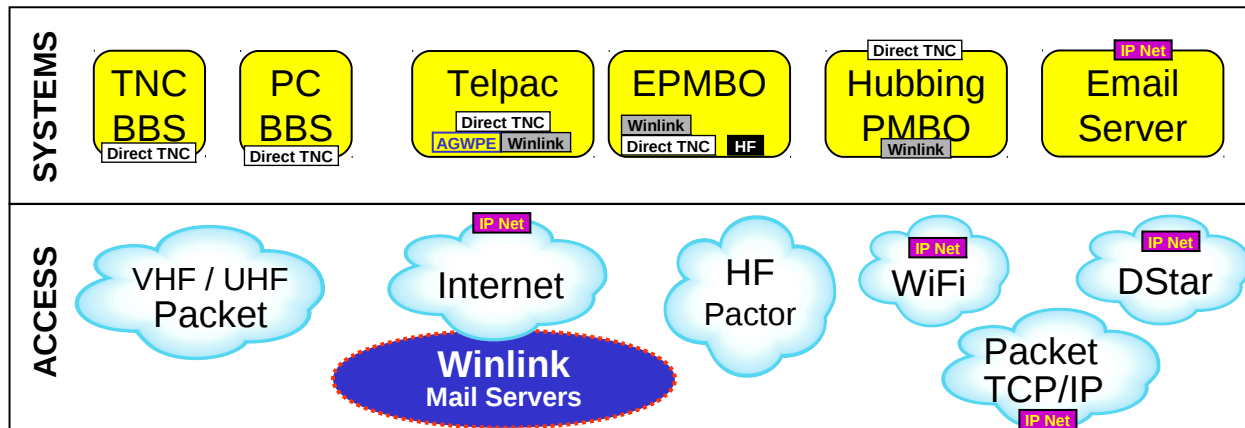 SYSTEMS
TNC
BBS
Direct TNC
PC
BBS
Direct TNC
Telpac
Direct TNC
AGWPE Winlink
EPMBO
Winlink
Direct TNC HF
Direct TNC
Hubbing
PMBO
Winlink
IP Net
Email
Server
ACCESS
VHF / UHF
Packet
IP Net
Internet
Winlink
Mail Servers
HF
Pactor
IP Net
WiFi
IP Net
DStar
Packet
TCP/IP
IP Net